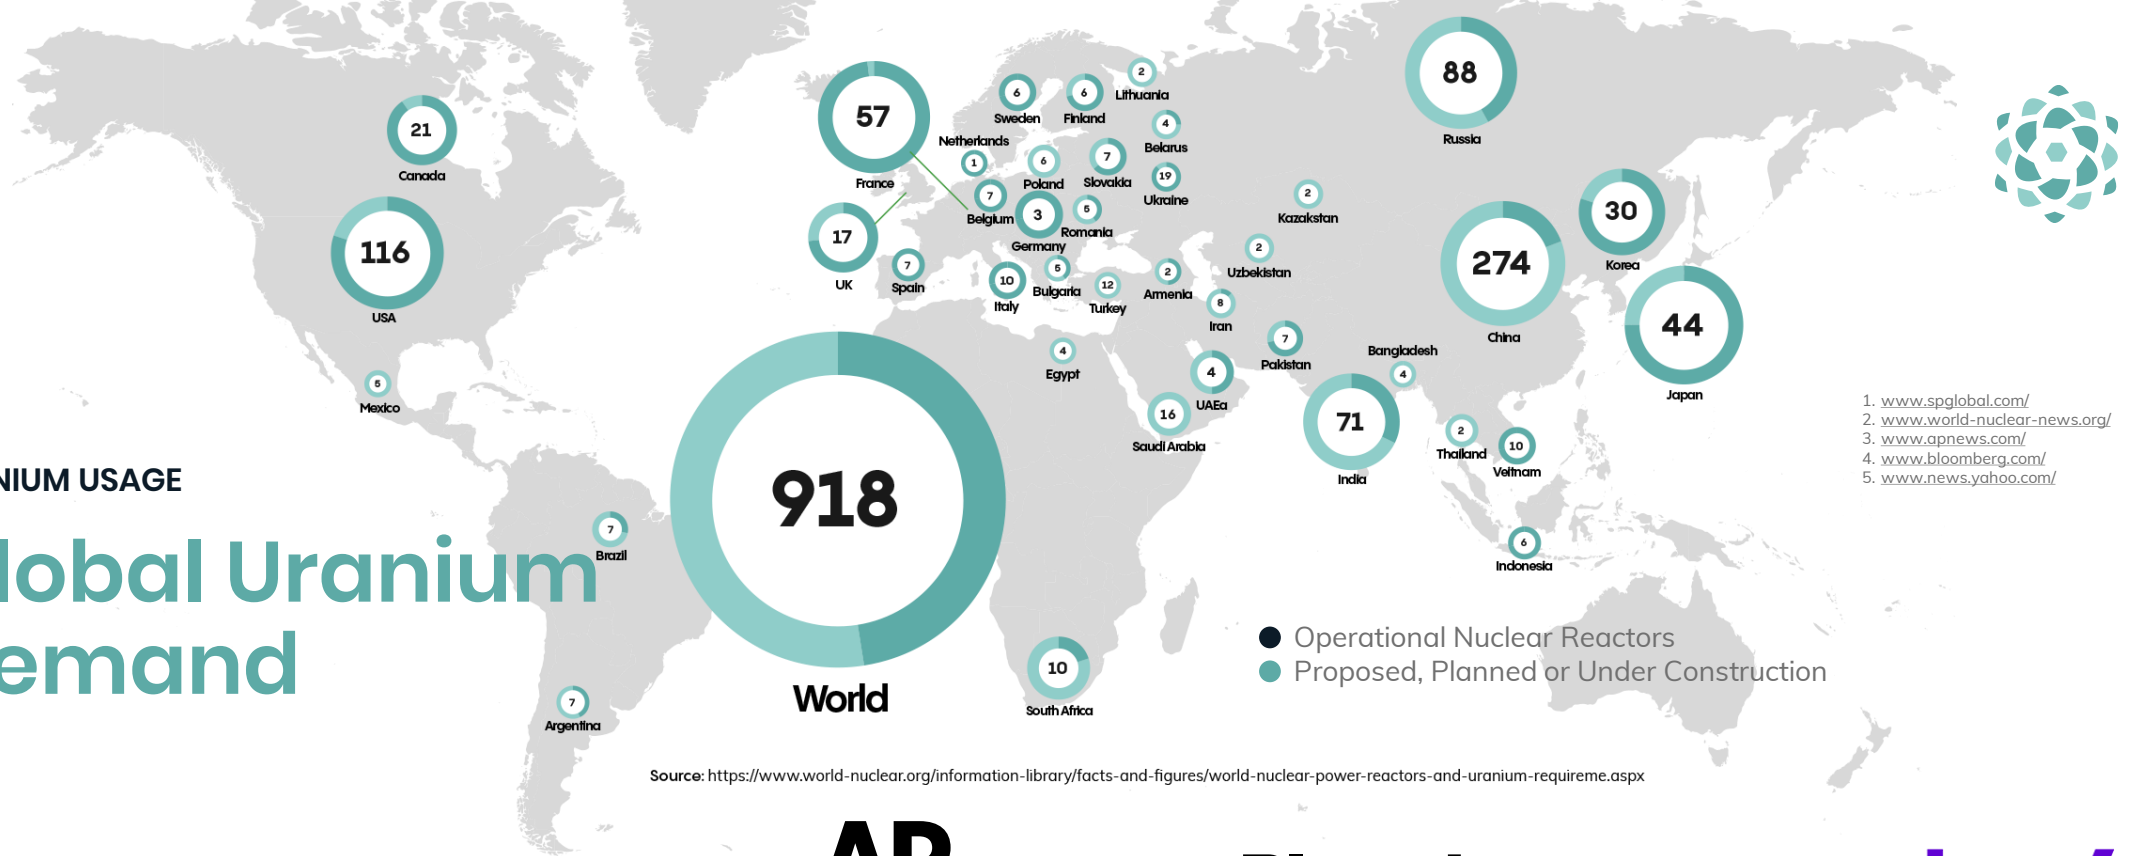 NIUM USAGE
lobal Uranium
emand
21
Canada
116
USA
5
Mexico
7
Brazil
7
Argentina
57
France
17
UK
6
Sweden
6
Finland
2
Lithuania
Netherlands
1
6
Poland
7
Slovakia
4
Belarus
19
Ukraine
7
Belgium
3
Germany
5
Romania
7
Spain
10
Italy
5
Bulgaria
12
Turkey
2
Armenia
88
Russia
2
Kazakstan
2
Uzbekistan
8
Iran
7
Pakistan
4
Egypt
4
UAEa
16
Saudi Arabia
71
India
Bangladesh
4
274
China
30
Korea
44
Japan
2
Thailand
10
Veitnam
6
Indonesia
10
South Africa
918
World
1. www.spglobal.com/
2. www.world-nuclear-news.org/
3. www.apnews.com/
4. www.bloomberg.com/
5. www.news.yahoo.com/
Operational Nuclear Reactors
Proposed, Planned or Under Construction
Source: https://www.world-nuclear.org/information-library/facts-and-figures/world-nuclear-power-reactors-and-uranium-requireme.aspx
AP